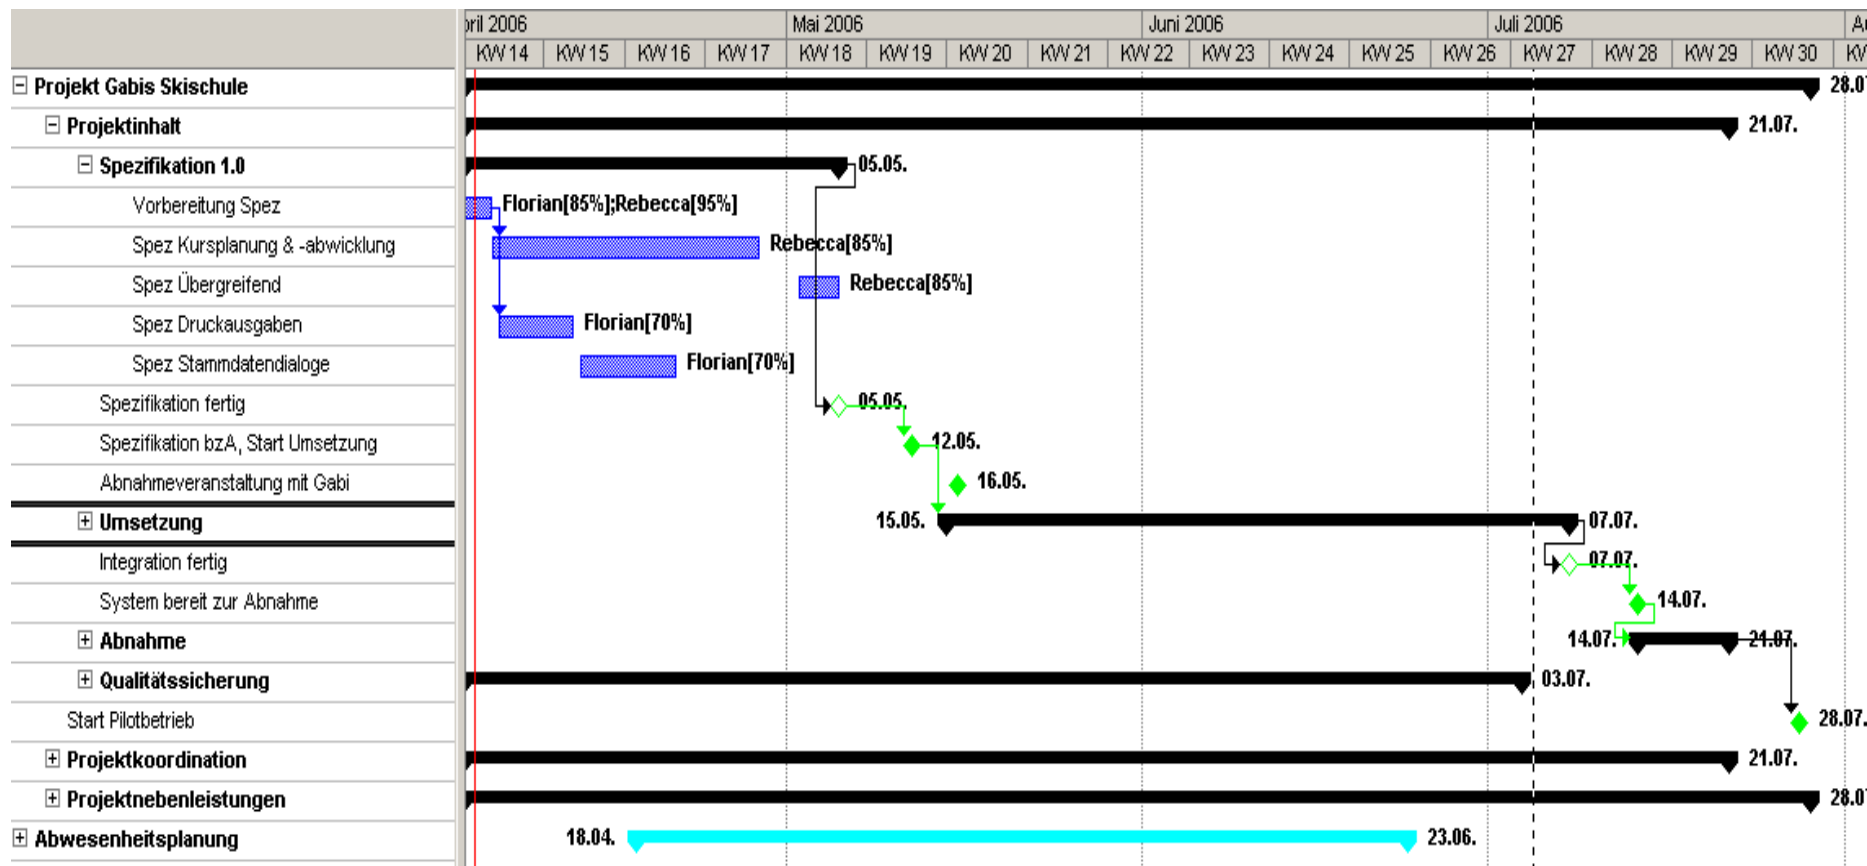 pril 2006 Mai 2006 Juni 2006 Juli 2006 Au
KW 14 KW 15 KW 16 KW 17 KW 18 KW 19 KW 20 KW 21 KW 22 KW 23 KW 24 KW 25 KW 26 KW 27 KW 28 KW 29 KW 30 KW
Projekt Gabis Skischule 28.07
Projektinhalt 21.07.
Spezifikation 1.0 05.05.
Vorbereitung Spez Florian[85%];Rebecca[95%]
Spez Kursplanung & -abwicklung Rebecca[85%]
Spez Übergreifend Rebecca[85%]
Spez Druckausgaben Florian[70%]
Spez Stammdatendialoge Florian[70%]
Spezifikation fertig 05.05.
Spezifikation bzA, Start Umsetzung 12.05.
Abnahmeveranstaltung mit Gabi 16.05.
Umsetzung 15.05. 07.07.
Integration fertig 07.07.
System bereit zur Abnahme 14.07.
Abnahme 14.07. 21.07.
Qualitätssicherung 03.07.
Start Pilotbetrieb 28.07.
Projektkoordination 21.07.
Projektnebenleistungen 28.07
Abwesenheitsplanung 18.04. 23.06.